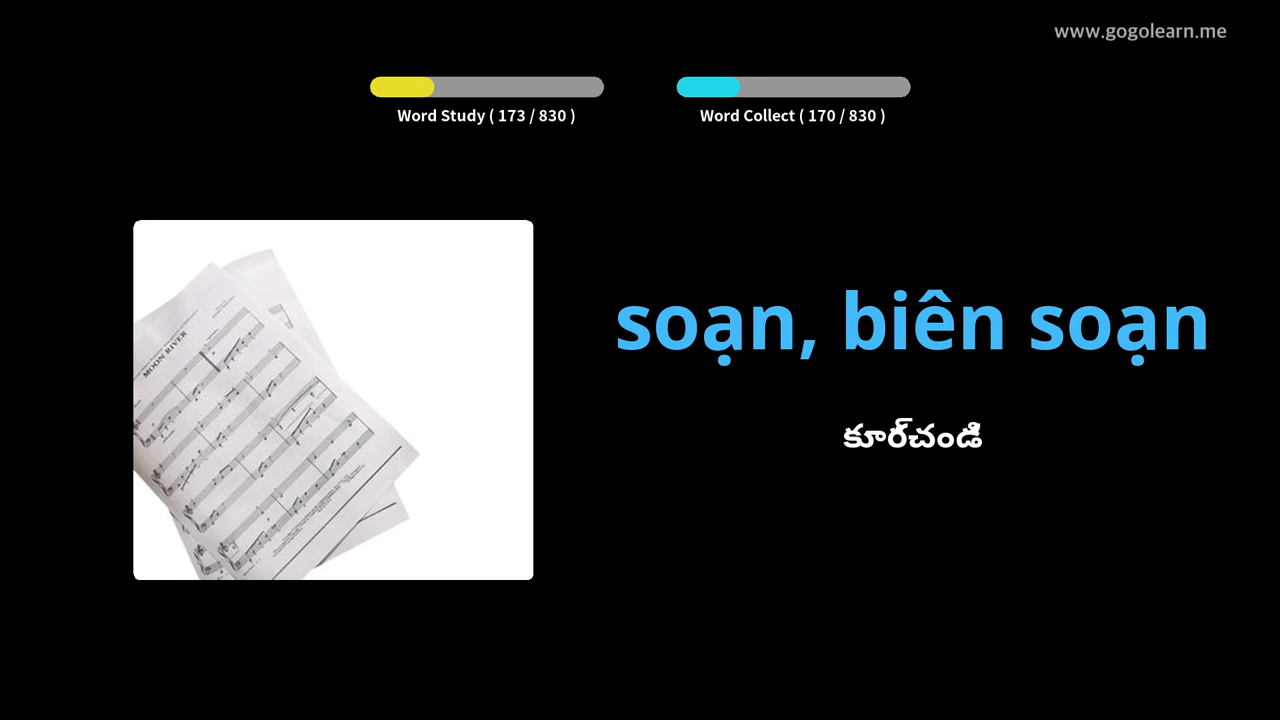 www.gogolearn.me
Word Study ( 173 / 830 )
Word Collect ( 170 / 830 )
MOON RIVER
soạn, biên soạn
కూర్చండి